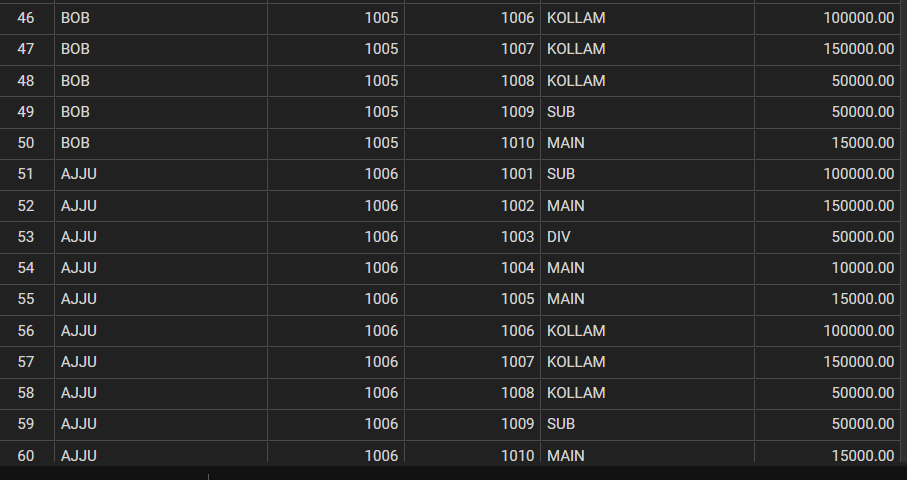 46 BOB 1005 1006 KOLLAM 100000.00
47 BOB 1005 1007 KOLLAM 150000.00
48 BOB 1005 1008 KOLLAM 50000.00
49 BOB 1005 1009 SUB 50000.00
50 BOB 1005 1010 MAIN 15000.00
51 AJJU 1006 1001 SUB 100000.00
52 AJJU 1006 1002 MAIN 150000.00
53 AJJU 1006 1003 DIV 50000.00
54 AJJU 1006 1004 MAIN 10000.00
55 AJJU 1006 1005 MAIN 15000.00
56 AJJU 1006 1006 KOLLAM 100000.00
57 AJJU 1006 1007 KOLLAM 150000.00
58 AJJU 1006 1008 KOLLAM 50000.00
59 AJJU 1006 1009 SUB 50000.00
60 AJJU 1006 1010 MAIN 15000.00